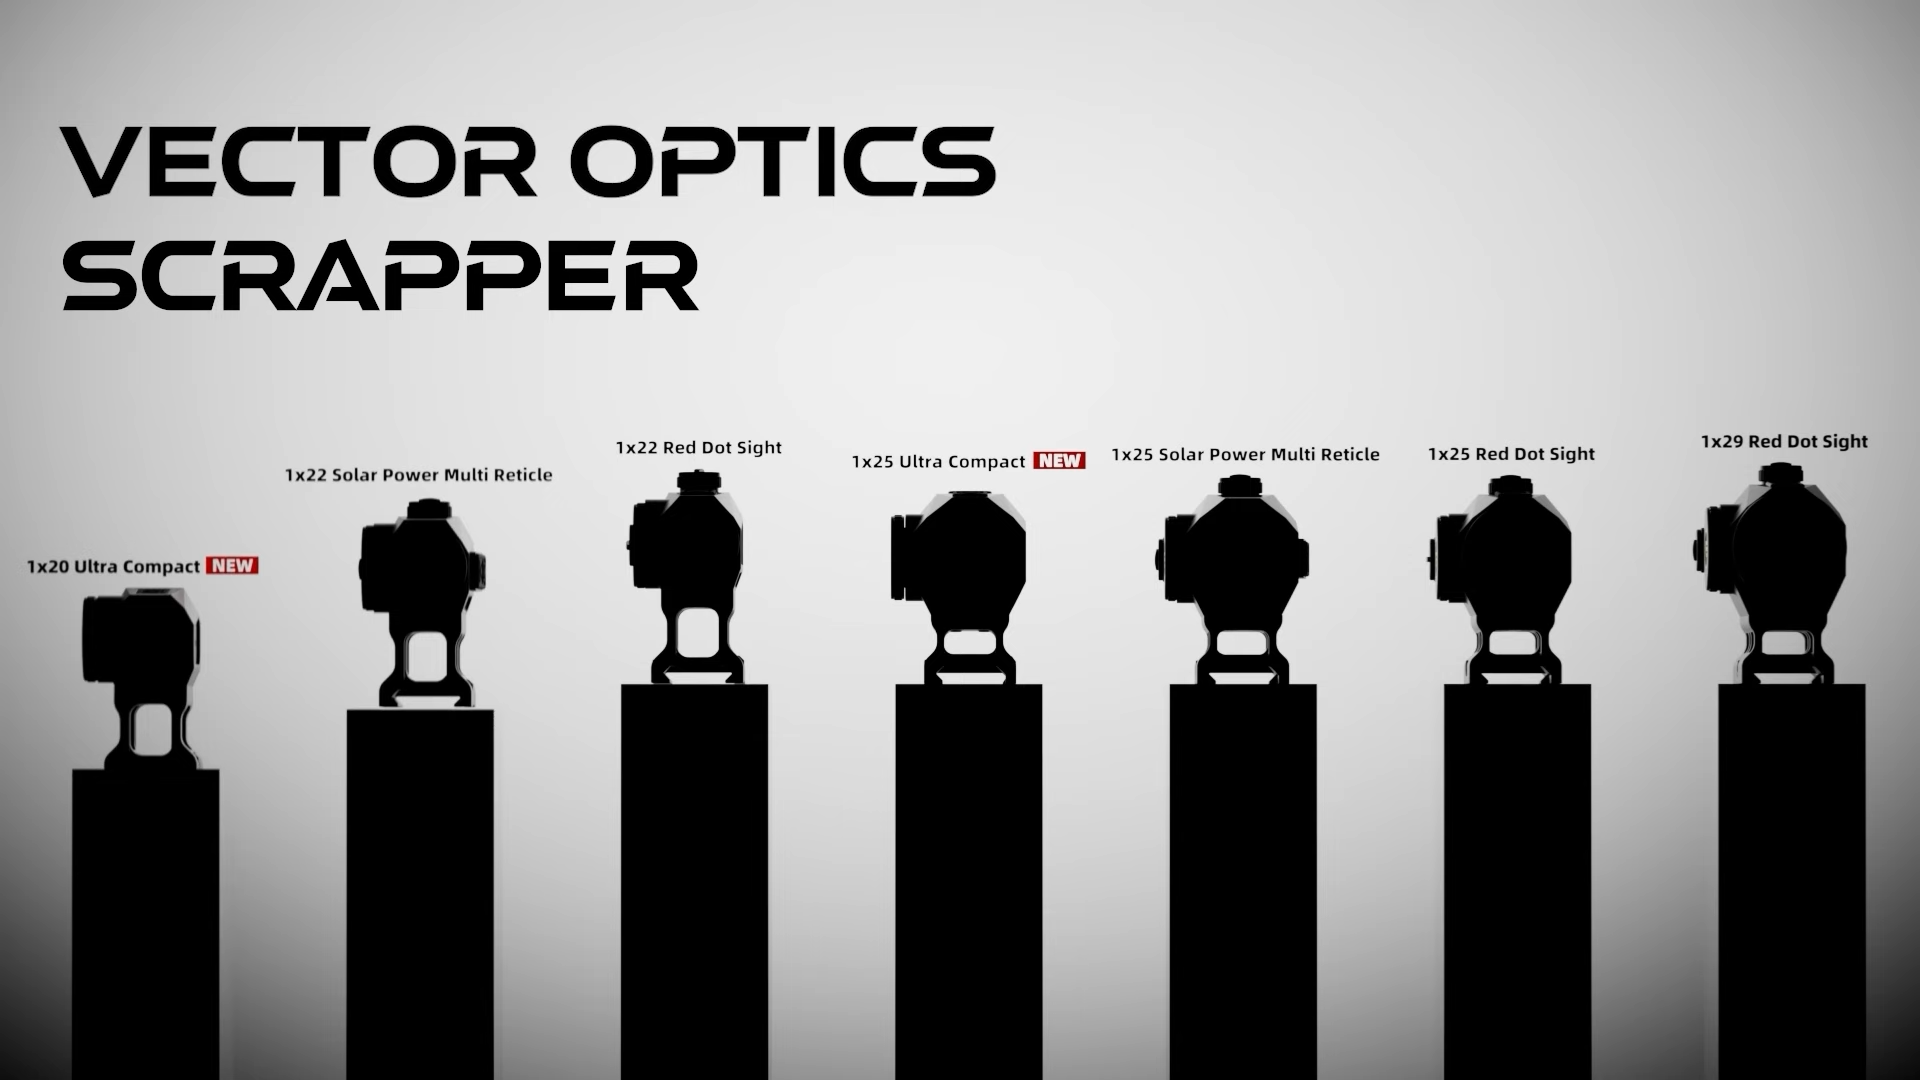 VECTOR OPTICS
SCRAPPER
1x20 Ultra Compact NEW
1x22 Solar Power Multi Reticle
1x22 Red Dot Sight
1x25 Ultra Compact NEW
1x25 Solar Power Multi Reticle
1x25 Red Dot Sight
1x29 Red Dot Sight